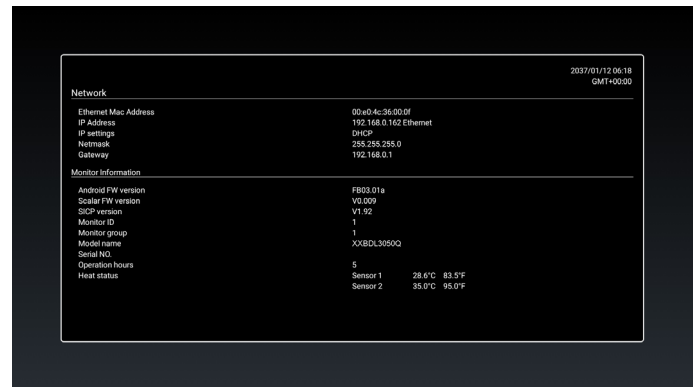 2037/01/12 06:18
GMT+00:00
Network
Ethernet Mac Address 00:e0:4c:36:00:0f
IP Address 192.168.0.162 Ethernet
IP settings DHCP
Netmask 255.255.255.0
Gateway 192.168.0.1
Monitor Information
Android FW version FB03.01a
Scalar FW version V0.009
SICP version V1.92
Monitor ID 1
Monitor group 1
Model name XXBDL3050Q
Serial NO.
Operation hours 5
Heat status Sensor 1 28.6°C 83.5°F
Sensor 2 35.0°C 95.0°F